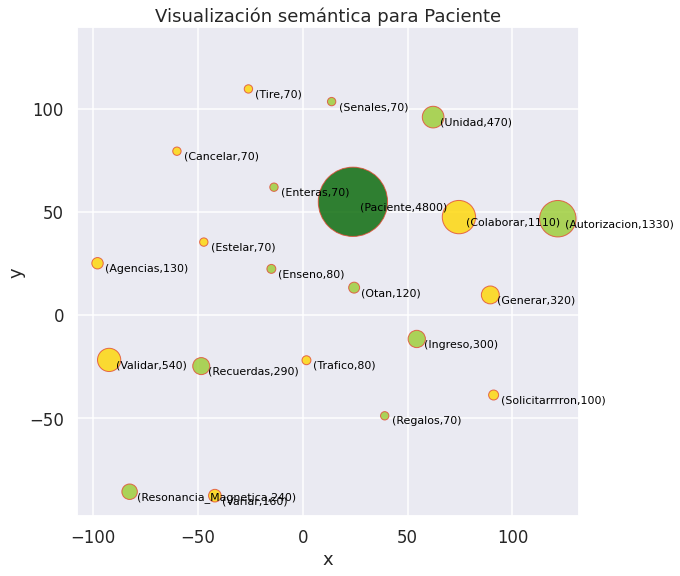 Visualización semántica para Paciente
(Tire,70)
(Senales,70)
(Unidad,470)
(Cancelar,70)
(Enteras,70)
(Paciente,4800)
(Colaborar,1110)
(Autorizacion,1330)
(Estelar,70)
(Agencias,130)
(Enseno,80)
(Otan,120)
(Generar,320)
(Ingreso,300)
(Validar,540)
(Recuerdas,290)
(Trafico,80)
(Solicitarrrron,100)
(Regalos,70)
(Resonancia_Magnetica,240)
(Variar,160)
100
50
0
−50
y
−100
−50
0
50
100
x